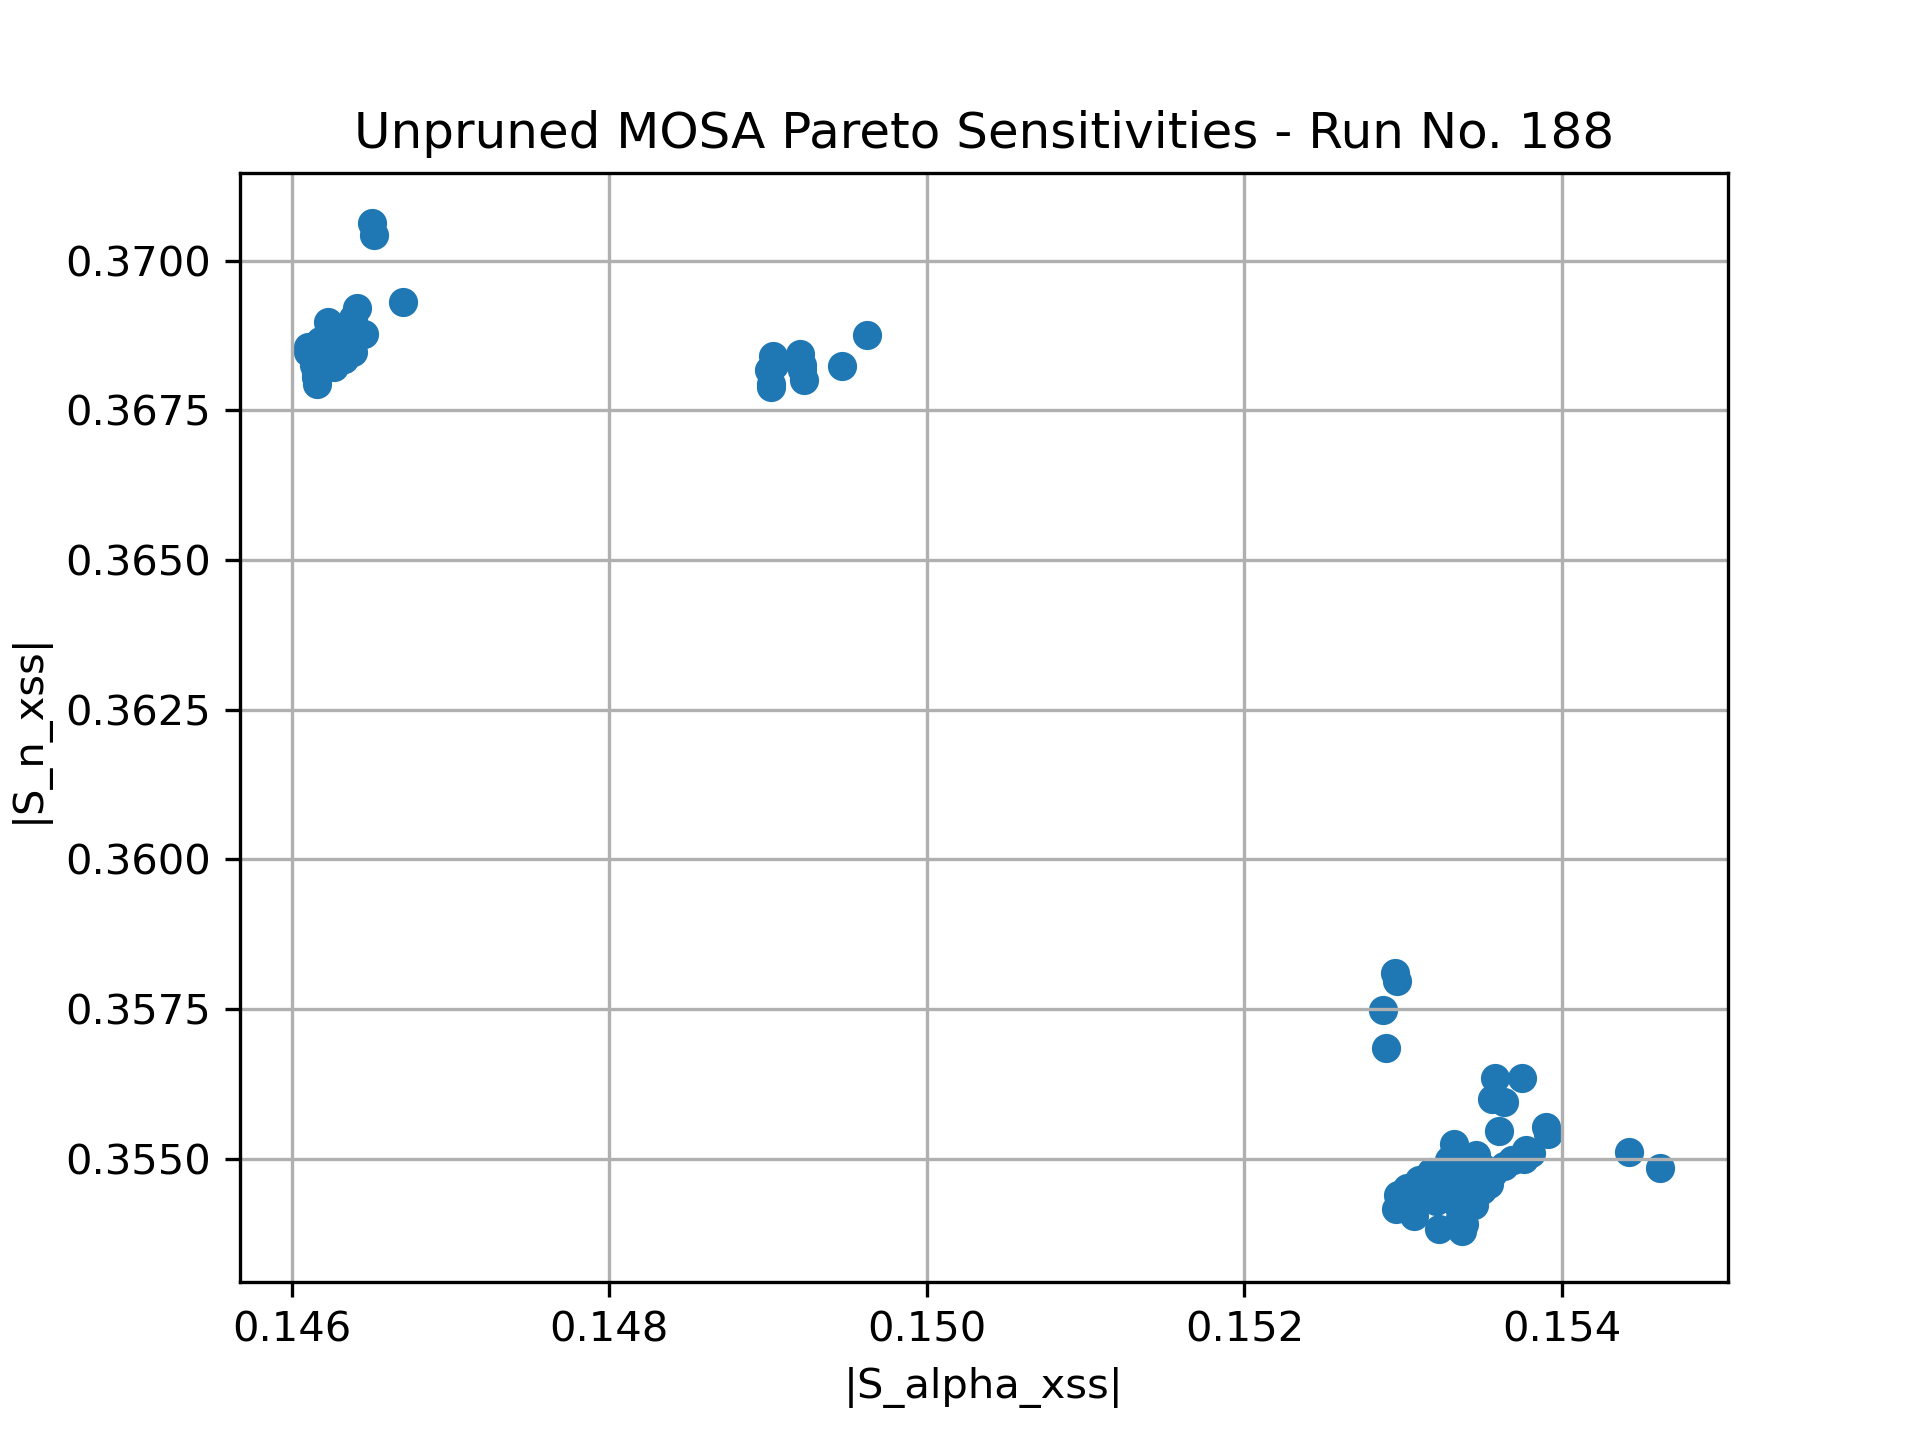 Unpruned MOSA Pareto Sensitivities - Run No. 188
0.3700
0.3675
0.3650
0.3625
0.3600
0.3575
0.3550
|S_n_xss|
0.146 0.148 0.150 0.152 0.154
|S_alpha_xss|